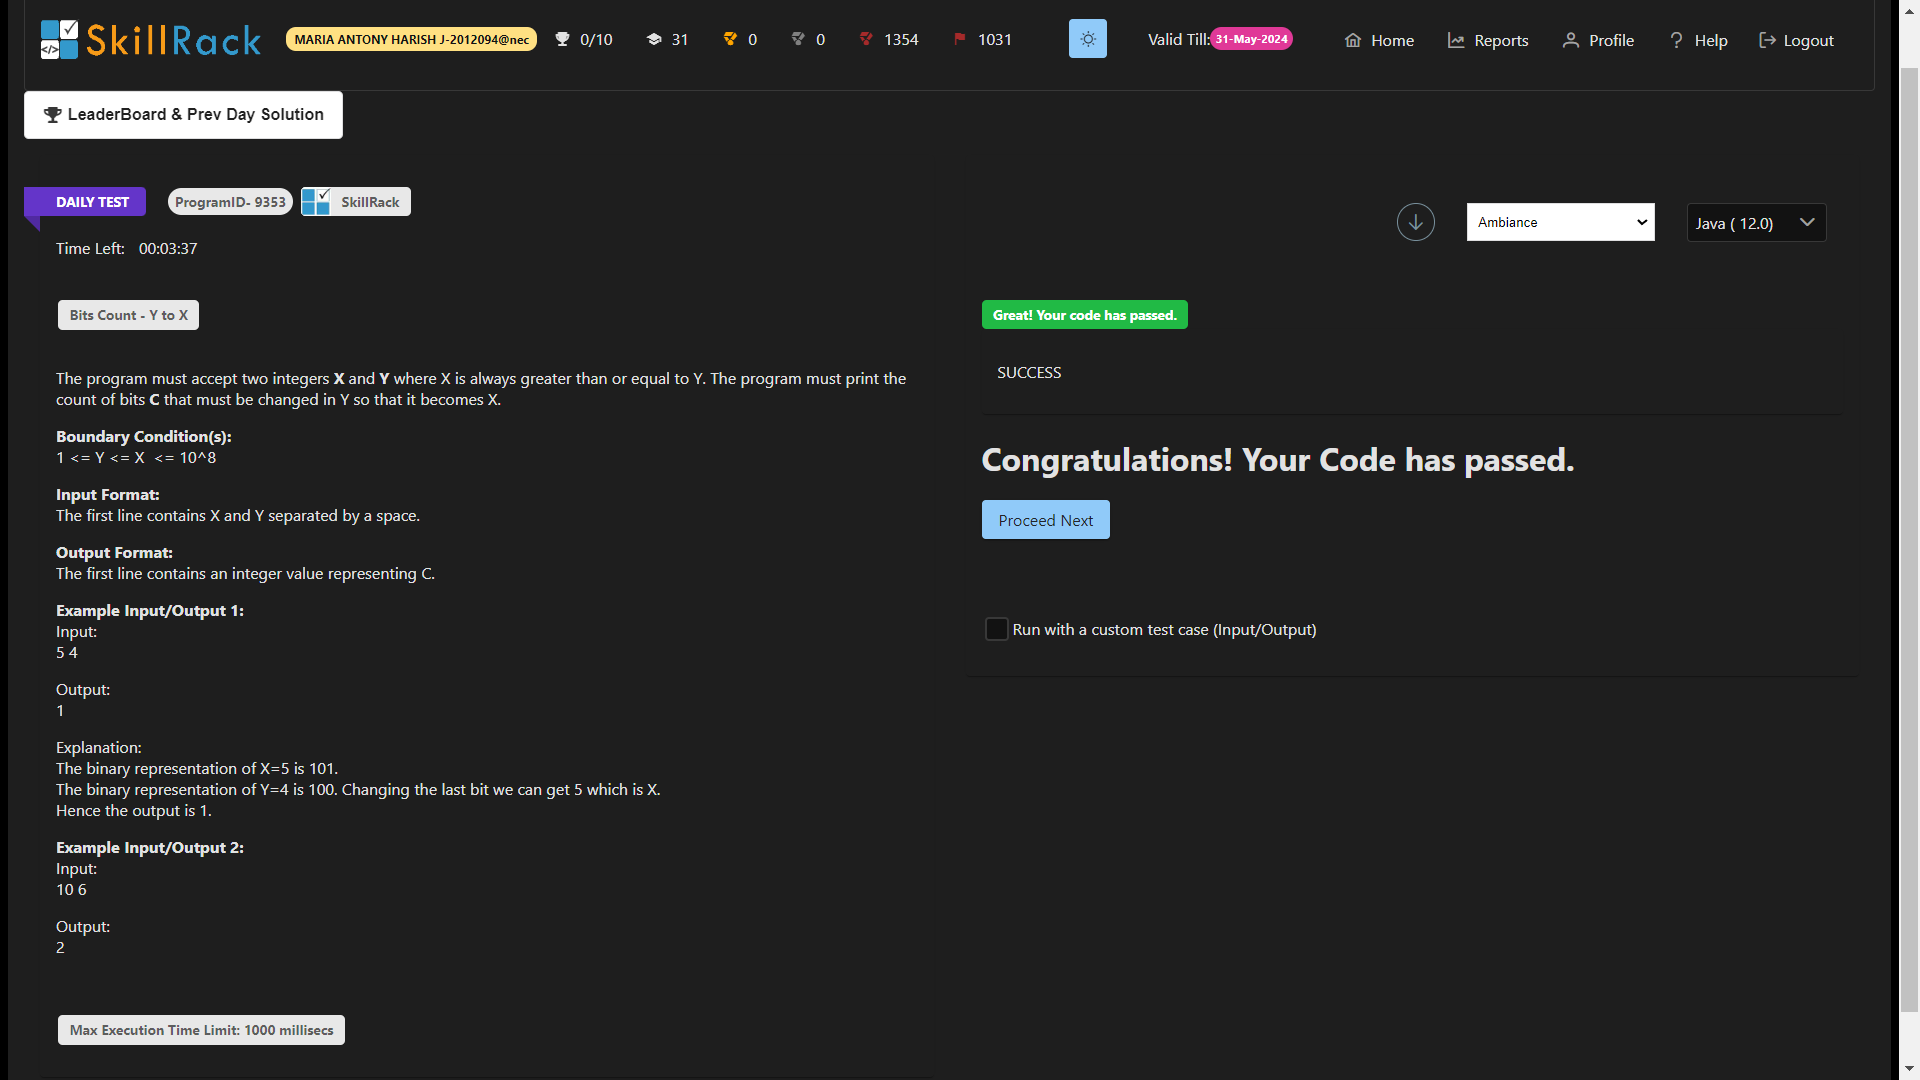 SkillRack
MARIA ANTONY HARISH J-2012094@nec
0/10
31
0
0
1354
1031
Valid Till: 31-May-2024
Home
Reports
Profile
Help
Logout
LeaderBoard & Prev Day Solution
DAILY TEST
ProgramID- 9353
SkillRack
Ambiance
Java ( 12.0)
Time Left: 00:03:37
Bits Count - Y to X
The program must accept two integers X and Y where X is always greater than or equal to Y. The program must print the
count of bits C that must be changed in Y so that it becomes X.
Boundary Condition(s):
1 <= Y <= X <= 10^8
Input Format:
The first line contains X and Y separated by a space.
Output Format:
The first line contains an integer value representing C.
Example Input/Output 1:
Input:
5 4
Output:
1
Explanation:
The binary representation of X=5 is 101.
The binary representation of Y=4 is 100. Changing the last bit we can get 5 which is X.
Hence the output is 1.
Example Input/Output 2:
Input:
10 6
Output:
2
Max Execution Time Limit: 1000 millisecs
Great! Your code has passed.
SUCCESS
Congratulations! Your Code has passed.
Proceed Next
Run with a custom test case (Input/Output)